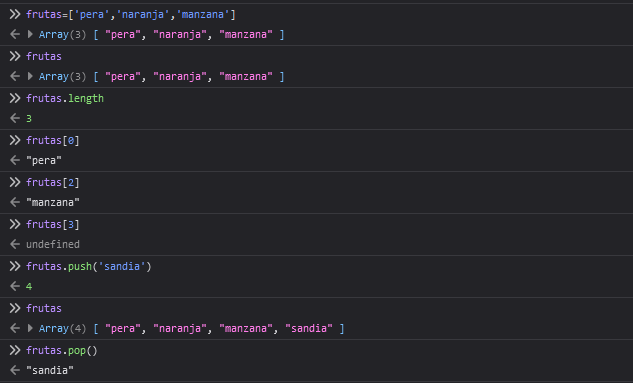 >> frutas=['pera','naranja','manzana']
← ▶ Array(3) [ "pera", "naranja", "manzana" ]
>> frutas
← ▶ Array(3) [ "pera", "naranja", "manzana" ]
>> frutas.length
← 3
>> frutas[0]
← "pera"
>> frutas[2]
← "manzana"
>> frutas[3]
← undefined
>> frutas.push('sandia')
← 4
>> frutas
← ▶ Array(4) [ "pera", "naranja", "manzana", "sandia" ]
>> frutas.pop()
← "sandia"